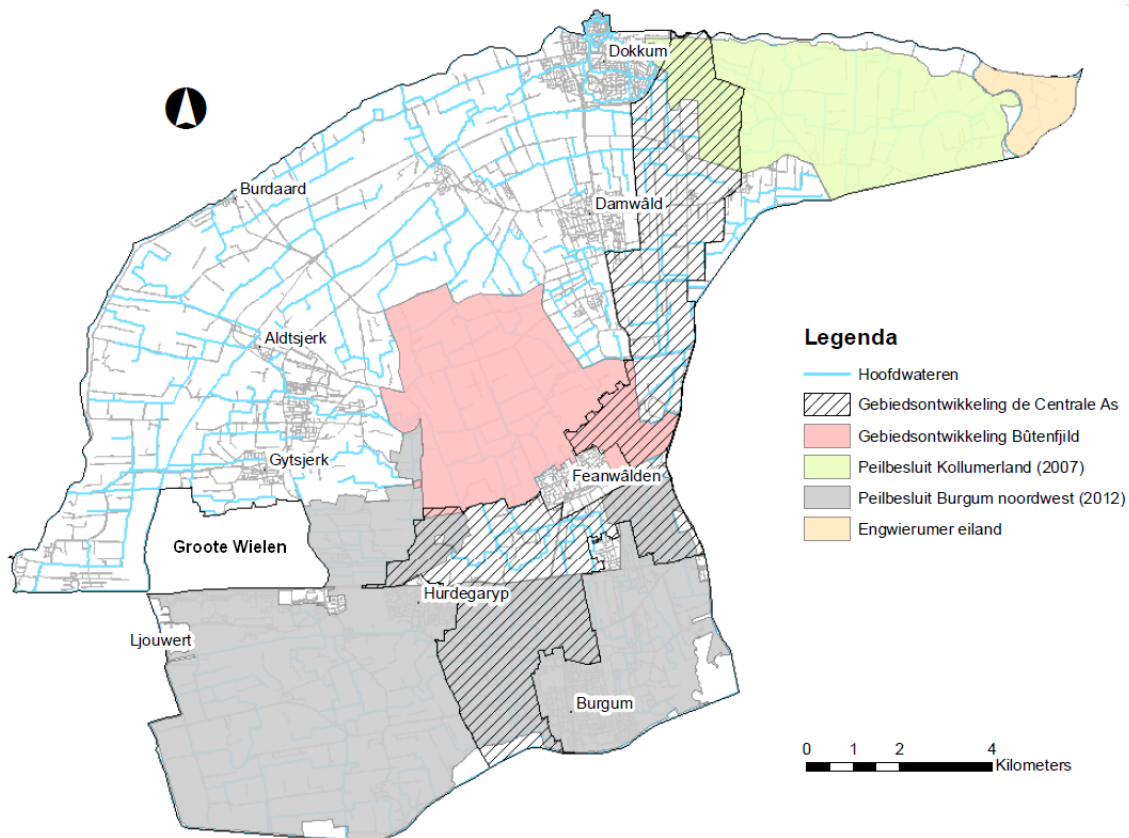 Dokkum
Burdaard
Damwâld
Aldtsjerk
Gytsjerk
Feanwâlden
Groote Wielen
Hurdegaryp
Ljouwert
Burgum
Legenda
Hoofdwateren
Gebiedsontwikkeling de Centrale As
Gebiedsontwikkeling Bûtenfjild
Peilbesluit Kollumerland (2007)
Peilbesluit Burgum noordwest (2012)
Engwierumer eiland
0 1 2 4
Kilometers